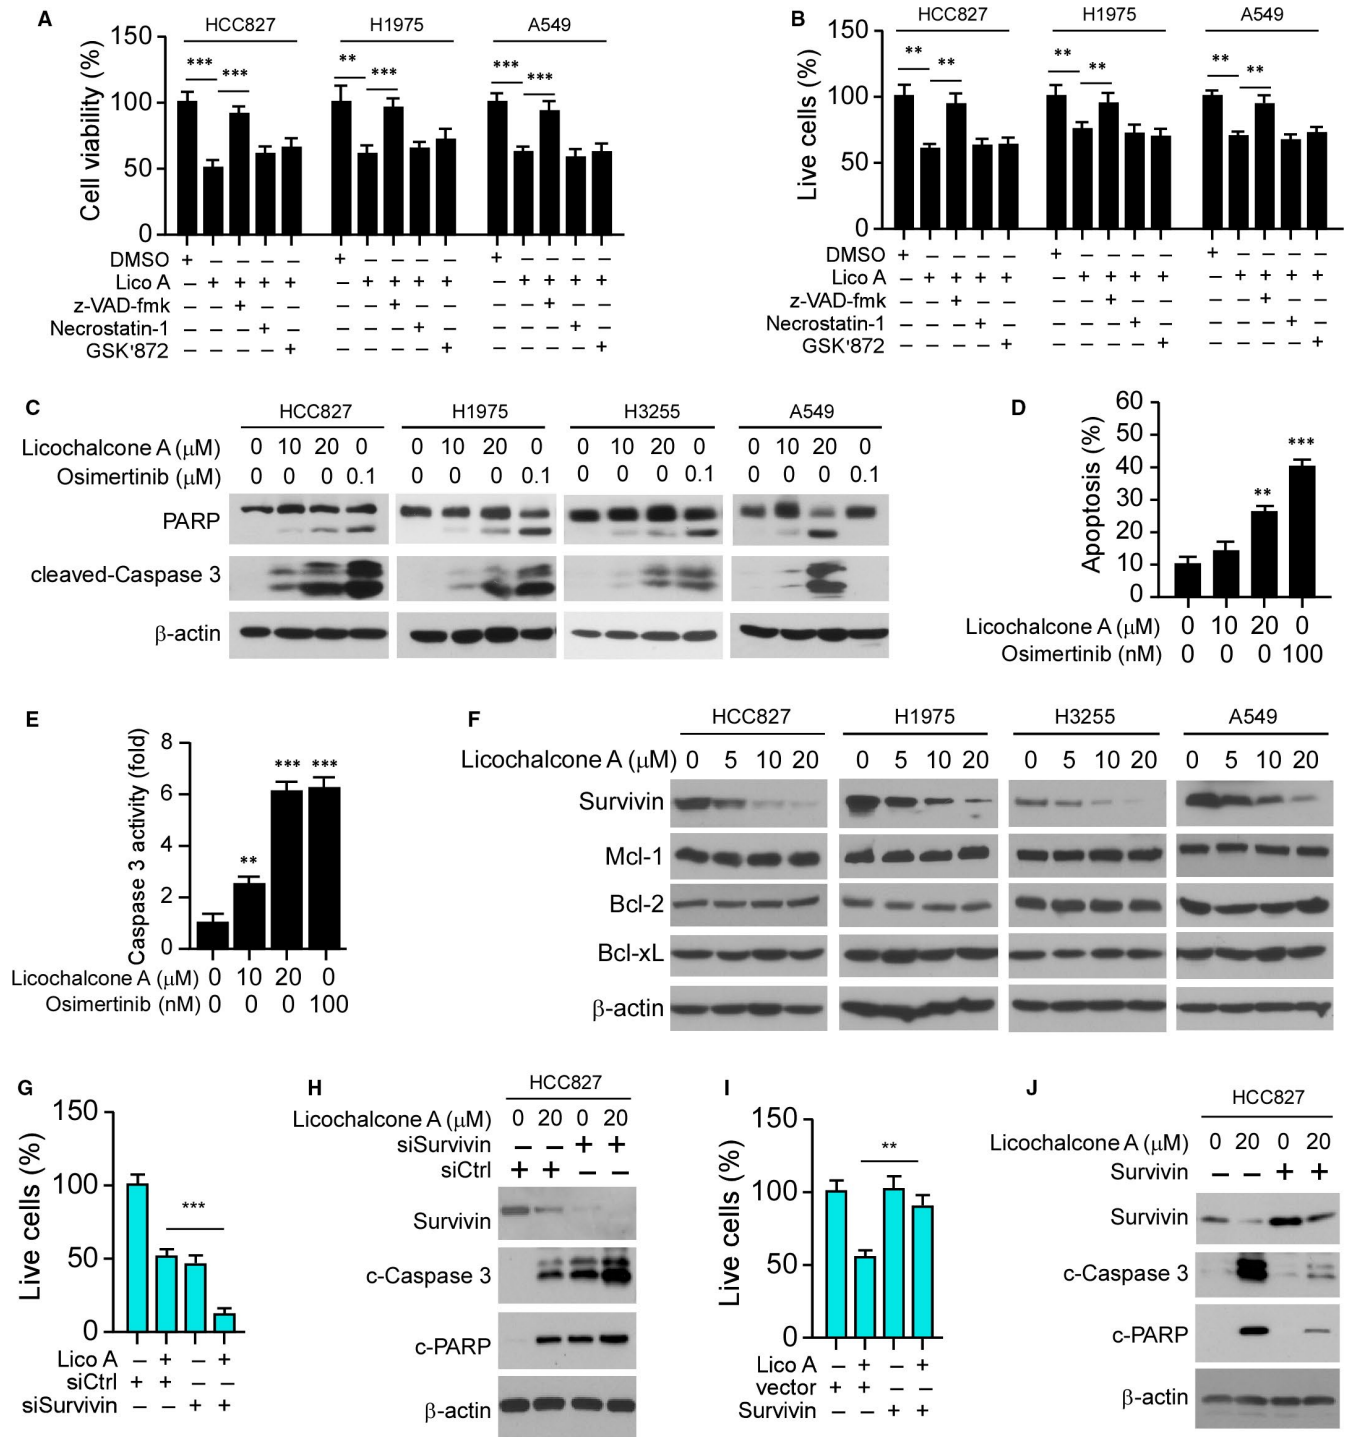 A
HCC827 H1975 A549
Cell viability (%)
150
100
50
0
*** *** ** *** *** ***
DMSO + – – – – + – – – – + – – – –
Lico A – + + + + – + + + + – + + + +
z-VAD-fmk – – + – – – – + – – – – + – –
Necrostatin-1 – – – + – – – – + – – – – + –
GSK'872 – – – – + – – – – + – – – – +
B
HCC827 H1975 A549
Live cells (%)
150
100
50
0
** ** ** ** ** **
DMSO + – – – – + – – – – + – – – –
Lico A – + + + + – + + + + – + + + +
z-VAD-fmk – – + – – – – + – – – – + – –
Necrostatin-1 – – – + – – – – + – – – – + –
GSK'872 – – – – + – – – – + – – – – +
C
HCC827 H1975 H3255 A549
Licochalcone A (μM) 0 10 20 0 0 10 20 0 0 10 20 0 0 10 20 0
Osimertinib (μM) 0 0 0 0.1 0 0 0 0.1 0 0 0 0.1 0 0 0 0.1
PARP
cleaved-Caspase 3
β-actin
D
Apoptosis (%)
60
50
40
30
20
10
0
** ***
Licochalcone A (μM) 0 10 20 0
Osimertinib (nM) 0 0 0 100
E
Caspase 3 activity (fold)
8
6
4
2
0
** *** ***
Licochalcone A (μM) 0 10 20 0
Osimertinib (nM) 0 0 0 100
F
HCC827 H1975 H3255 A549
Licochalcone A (μM) 0 5 10 20 0 5 10 20 0 5 10 20 0 5 10 20
Survivin
Mcl-1
Bcl-2
Bcl-xL
β-actin
G
Live cells (%)
150
100
50
0
***
Lico A – + – +
siCtrl + + – –
siSurvivin – – + +
H
HCC827
Licochalcone A (μM) 0 20 0 20
siSurvivin – – + +
siCtrl + + – –
Survivin
c-Caspase 3
c-PARP
β-actin
I
Live cells (%)
150
100
50
0
**
Lico A – + – +
vector + + – –
Survivin – – + +
J
HCC827
Licochalcone A (μM) 0 20 0 20
Survivin – – + +
Survivin
c-Caspase 3
c-PARP
β-actin